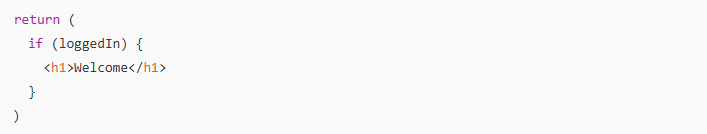 return (
  if (loggedIn) {
    <h1>Welcome</h1>
  }
)